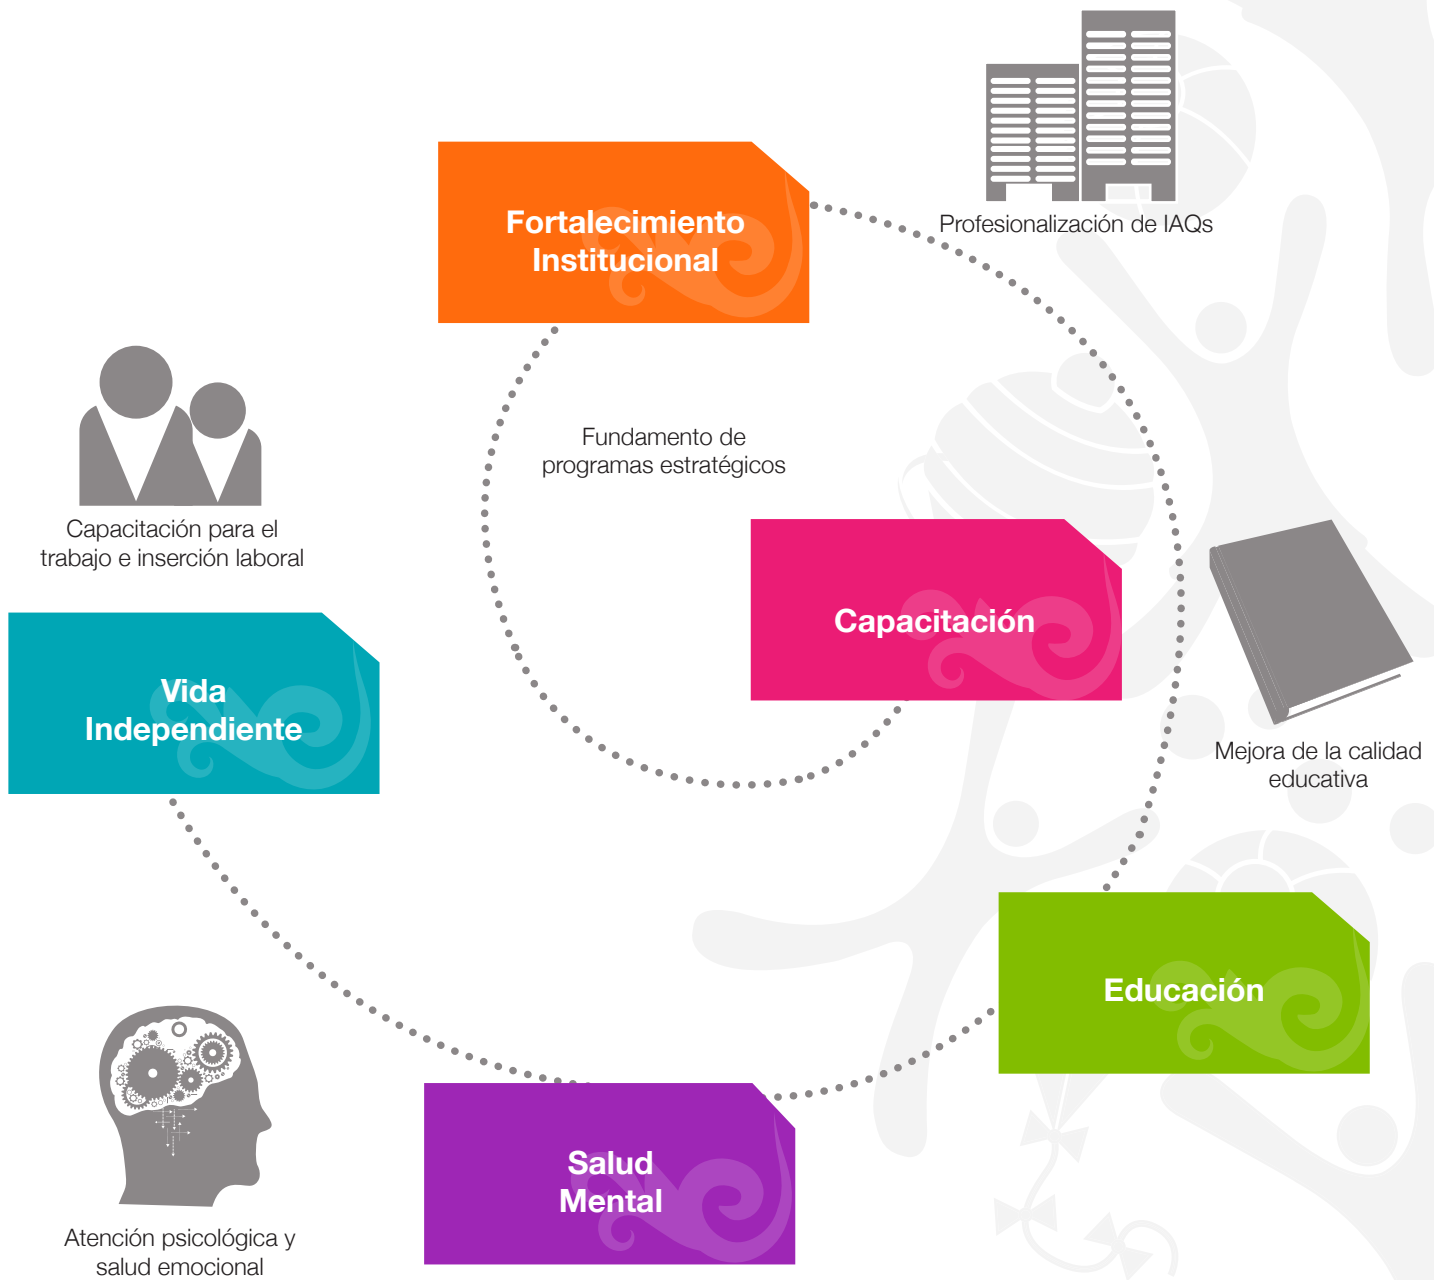 Profesionalización de IAQs
Fortalecimiento
Institucional
Fundamento de
programas estratégicos
Capacitación para el
trabajo e inserción laboral
Capacitación
Vida
Independiente
Mejora de la calidad
educativa
Educación
Salud
Mental
Atención psicológica y
salud emocional